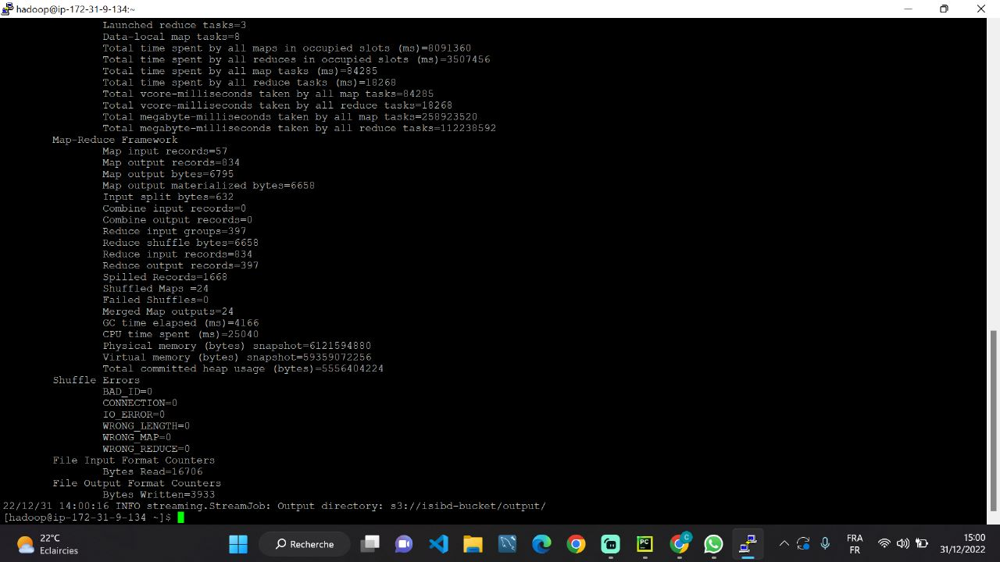 hadoop@ip-172-31-9-134:~
Launched reduce tasks=3
Data-local map tasks=8
Total time spent by all maps in occupied slots (ms)=8091360
Total time spent by all reduces in occupied slots (ms)=3507456
Total time spent by all map tasks (ms)=84285
Total time spent by all reduce tasks (ms)=18268
Total vcore-milliseconds taken by all map tasks=84285
Total vcore-milliseconds taken by all reduce tasks=18268
Total megabyte-milliseconds taken by all map tasks=258923520
Total megabyte-milliseconds taken by all reduce tasks=112238592
Map-Reduce Framework
Map input records=57
Map output records=834
Map output bytes=6795
Map output materialized bytes=6658
Input split bytes=632
Combine input records=0
Combine output records=0
Reduce input groups=397
Reduce shuffle bytes=6658
Reduce input records=834
Reduce output records=397
Spilled Records=1668
Shuffled Maps =24
Failed Shuffles=0
Merged Map outputs=24
GC time elapsed (ms)=4166
CPU time spent (ms)=25040
Physical memory (bytes) snapshot=6121594880
Virtual memory (bytes) snapshot=59359072256
Total committed heap usage (bytes)=5556404224
Shuffle Errors
BAD_ID=0
CONNECTION=0
IO_ERROR=0
WRONG_LENGTH=0
WRONG_MAP=0
WRONG_REDUCE=0
File Input Format Counters
Bytes Read=16706
File Output Format Counters
Bytes Written=3933
22/12/31 14:00:16 INFO streaming.StreamJob: Output directory: s3://isibd-bucket/output/
[hadoop@ip-172-31-9-134 ~]$
22°C
Eclaircies
Recherche
PC
C
FRA
FR
15:00
31/12/2022